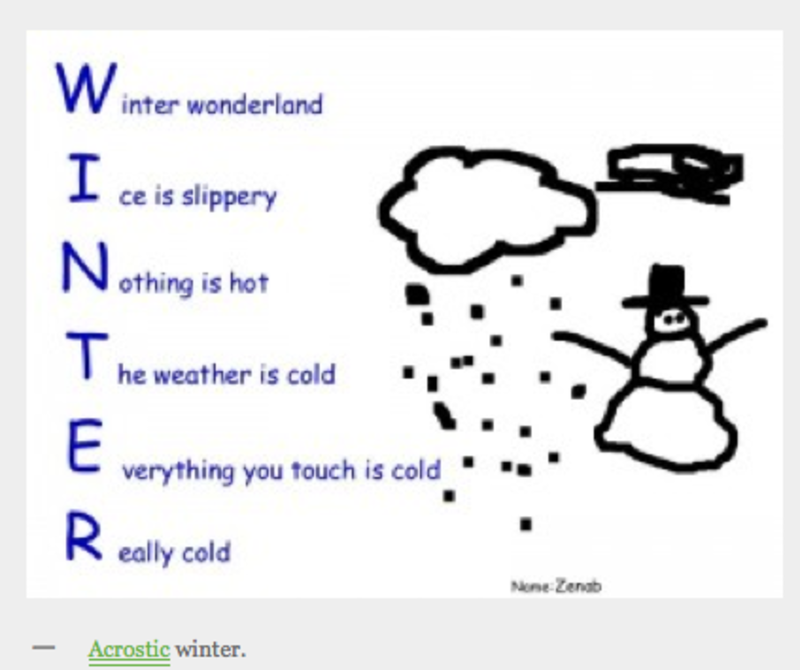 Winter wonderland
Ice is slippery
Nothing is hot
The weather is cold
Everything you touch is cold
Really cold
Name: Zenab
— Acrostic winter.